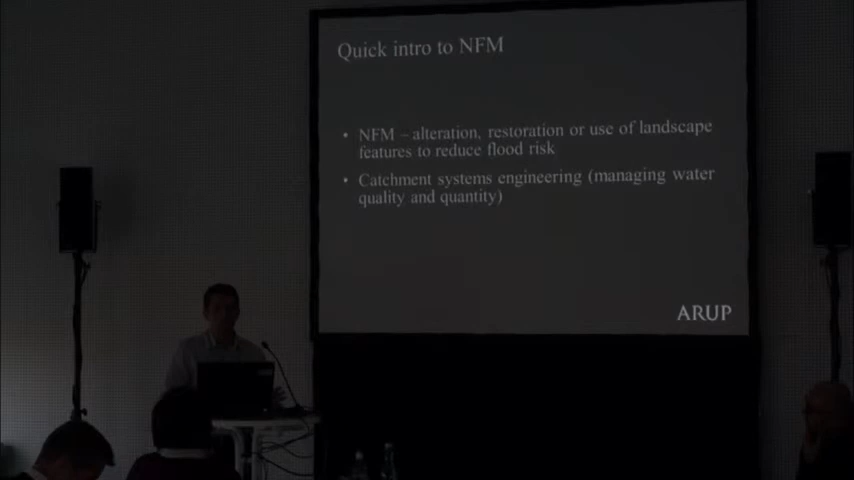 Quick intro to NFM
• NFM – alteration, restoration or use of landscape
features to reduce flood risk
• Catchment systems engineering (managing water
quality and quantity)
ARUP